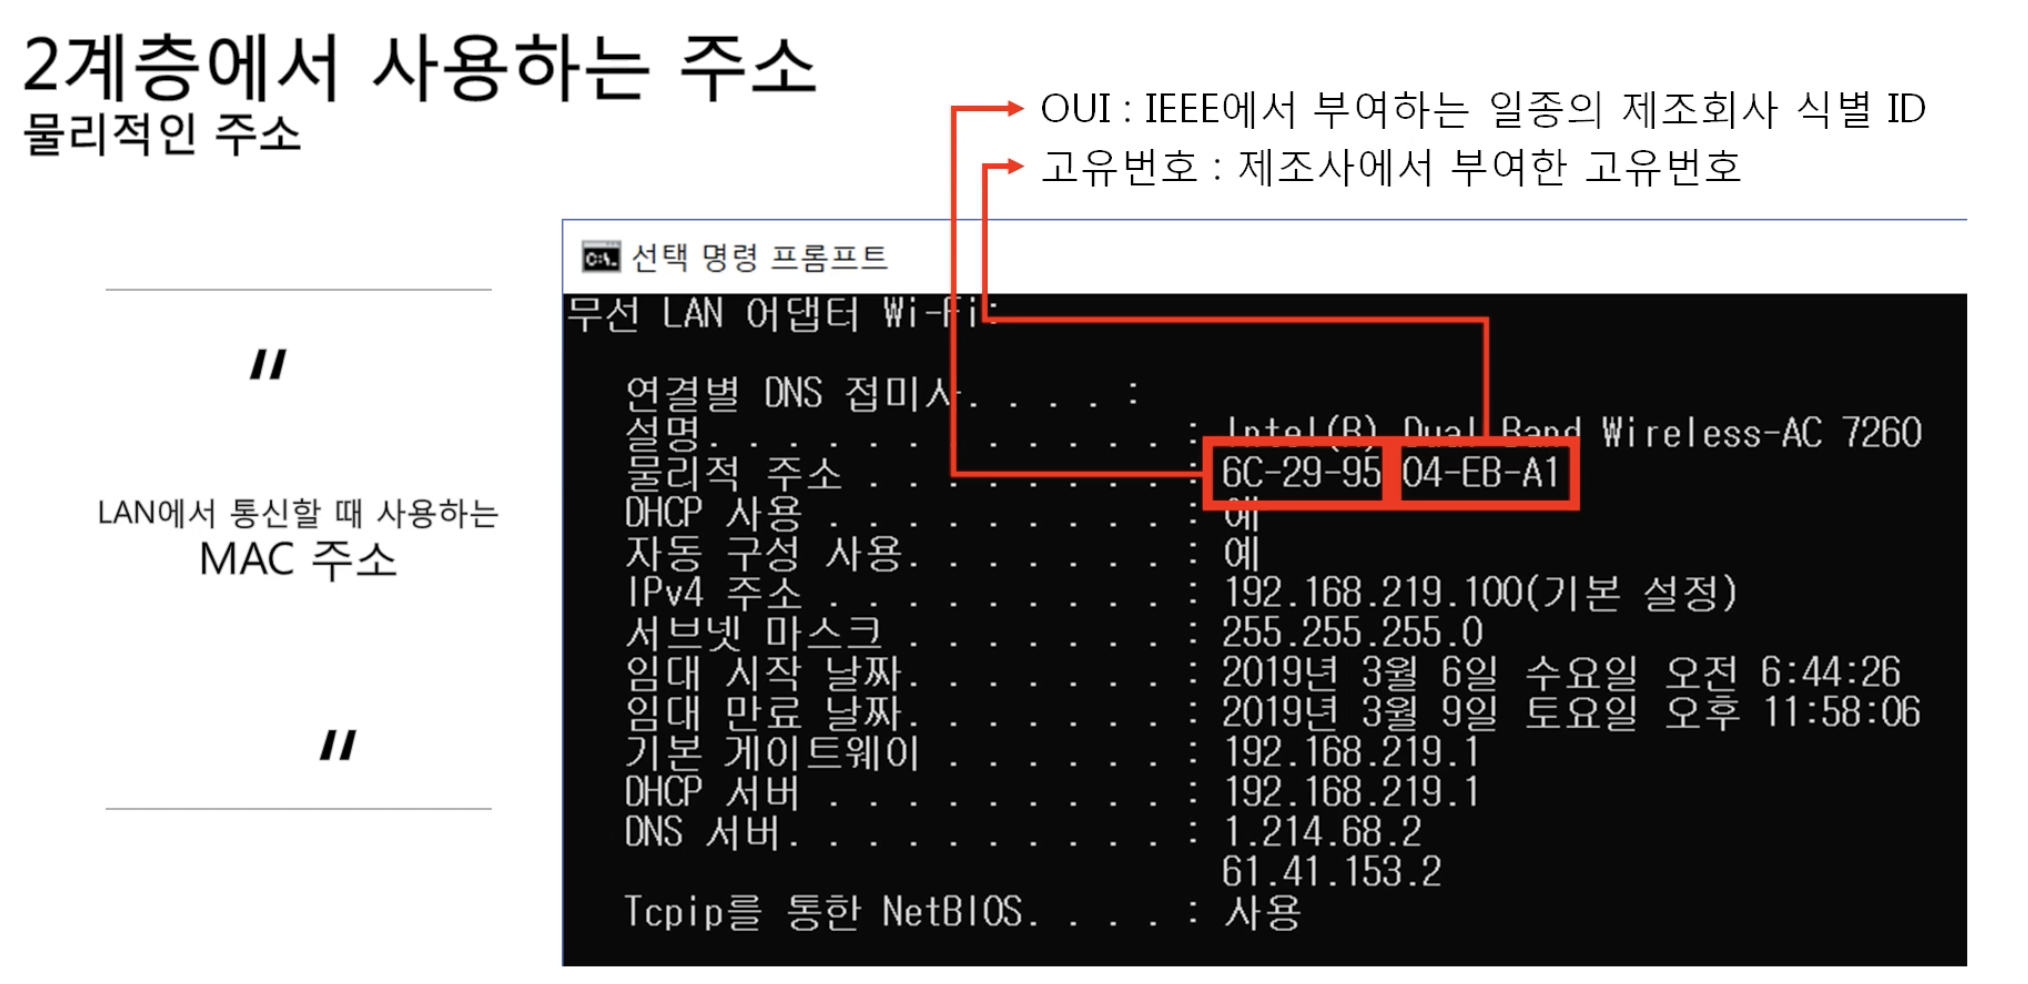 2계층에서 사용하는 주소
물리적인 주소
OUI : IEEE에서 부여하는 일종의 제조회사 식별 ID
고유번호 : 제조사에서 부여한 고유번호
"
LAN에서 통신할 때 사용하는
MAC 주소
"
선택 명령 프롬프트
무선 LAN 어댑터 Wi-Fi:
연결별 DNS 접미사. . . . :
설명. . . . . . . . . . . . : Intel(R) Dual Band Wireless-AC 7260
물리적 주소 . . . . . . . . : 6C-29-95 04-EB-A1
DHCP 사용 . . . . . . . . . : 예
자동 구성 사용. . . . . . . : 예
IPv4 주소 . . . . . . . . . : 192.168.219.100(기본 설정)
서브넷 마스크 . . . . . . . : 255.255.255.0
임대 시작 날짜. . . . . . . : 2019년 3월 6일 수요일 오전 6:44:26
임대 만료 날짜. . . . . . . : 2019년 3월 9일 토요일 오후 11:58:06
기본 게이트웨이 . . . . . . : 192.168.219.1
DHCP 서버 . . . . . . . . . : 192.168.219.1
DNS 서버. . . . . . . . . . : 1.214.68.2
61.41.153.2
Tcpip를 통한 NetBIOS. . . . : 사용